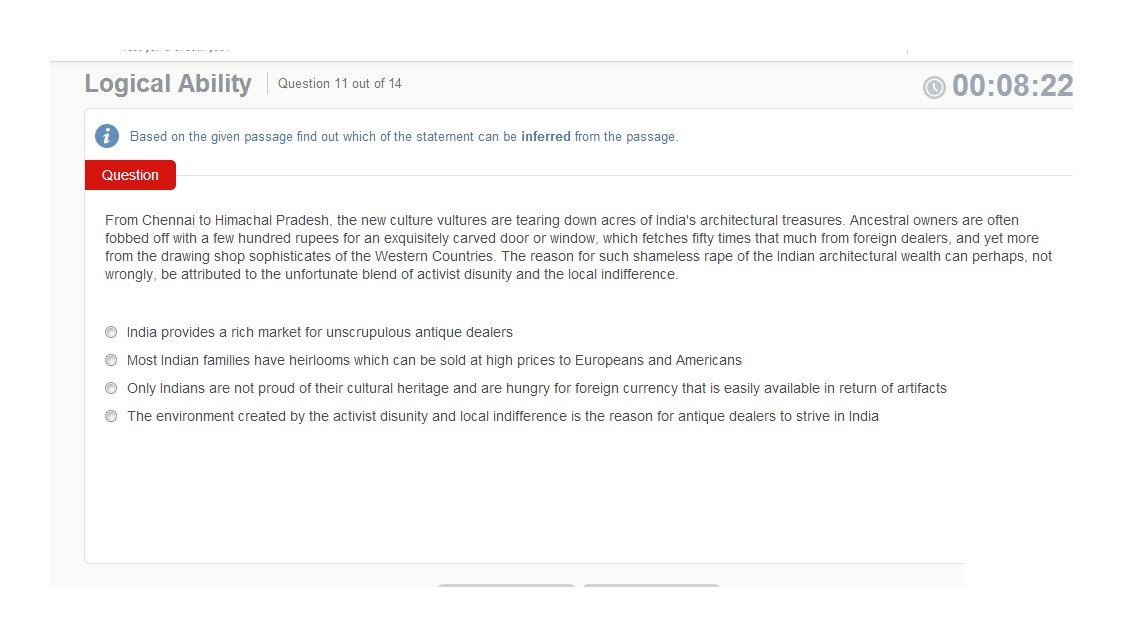 Logical Ability
Question 11 out of 14
00:08:22
Based on the given passage find out which of the statement can be inferred from the passage.
Question
From Chennai to Himachal Pradesh, the new culture vultures are tearing down acres of India's architectural treasures. Ancestral owners are often
fobbed off with a few hundred rupees for an exquisitely carved door or window, which fetches fifty times that much from foreign dealers, and yet more
from the drawing shop sophisticates of the Western Countries. The reason for such shameless rape of the Indian architectural wealth can perhaps, not
wrongly, be attributed to the unfortunate blend of activist disunity and the local indifference.
India provides a rich market for unscrupulous antique dealers
Most Indian families have heirlooms which can be sold at high prices to Europeans and Americans
Only Indians are not proud of their cultural heritage and are hungry for foreign currency that is easily available in return of artifacts
The environment created by the activist disunity and local indifference is the reason for antique dealers to strive in India